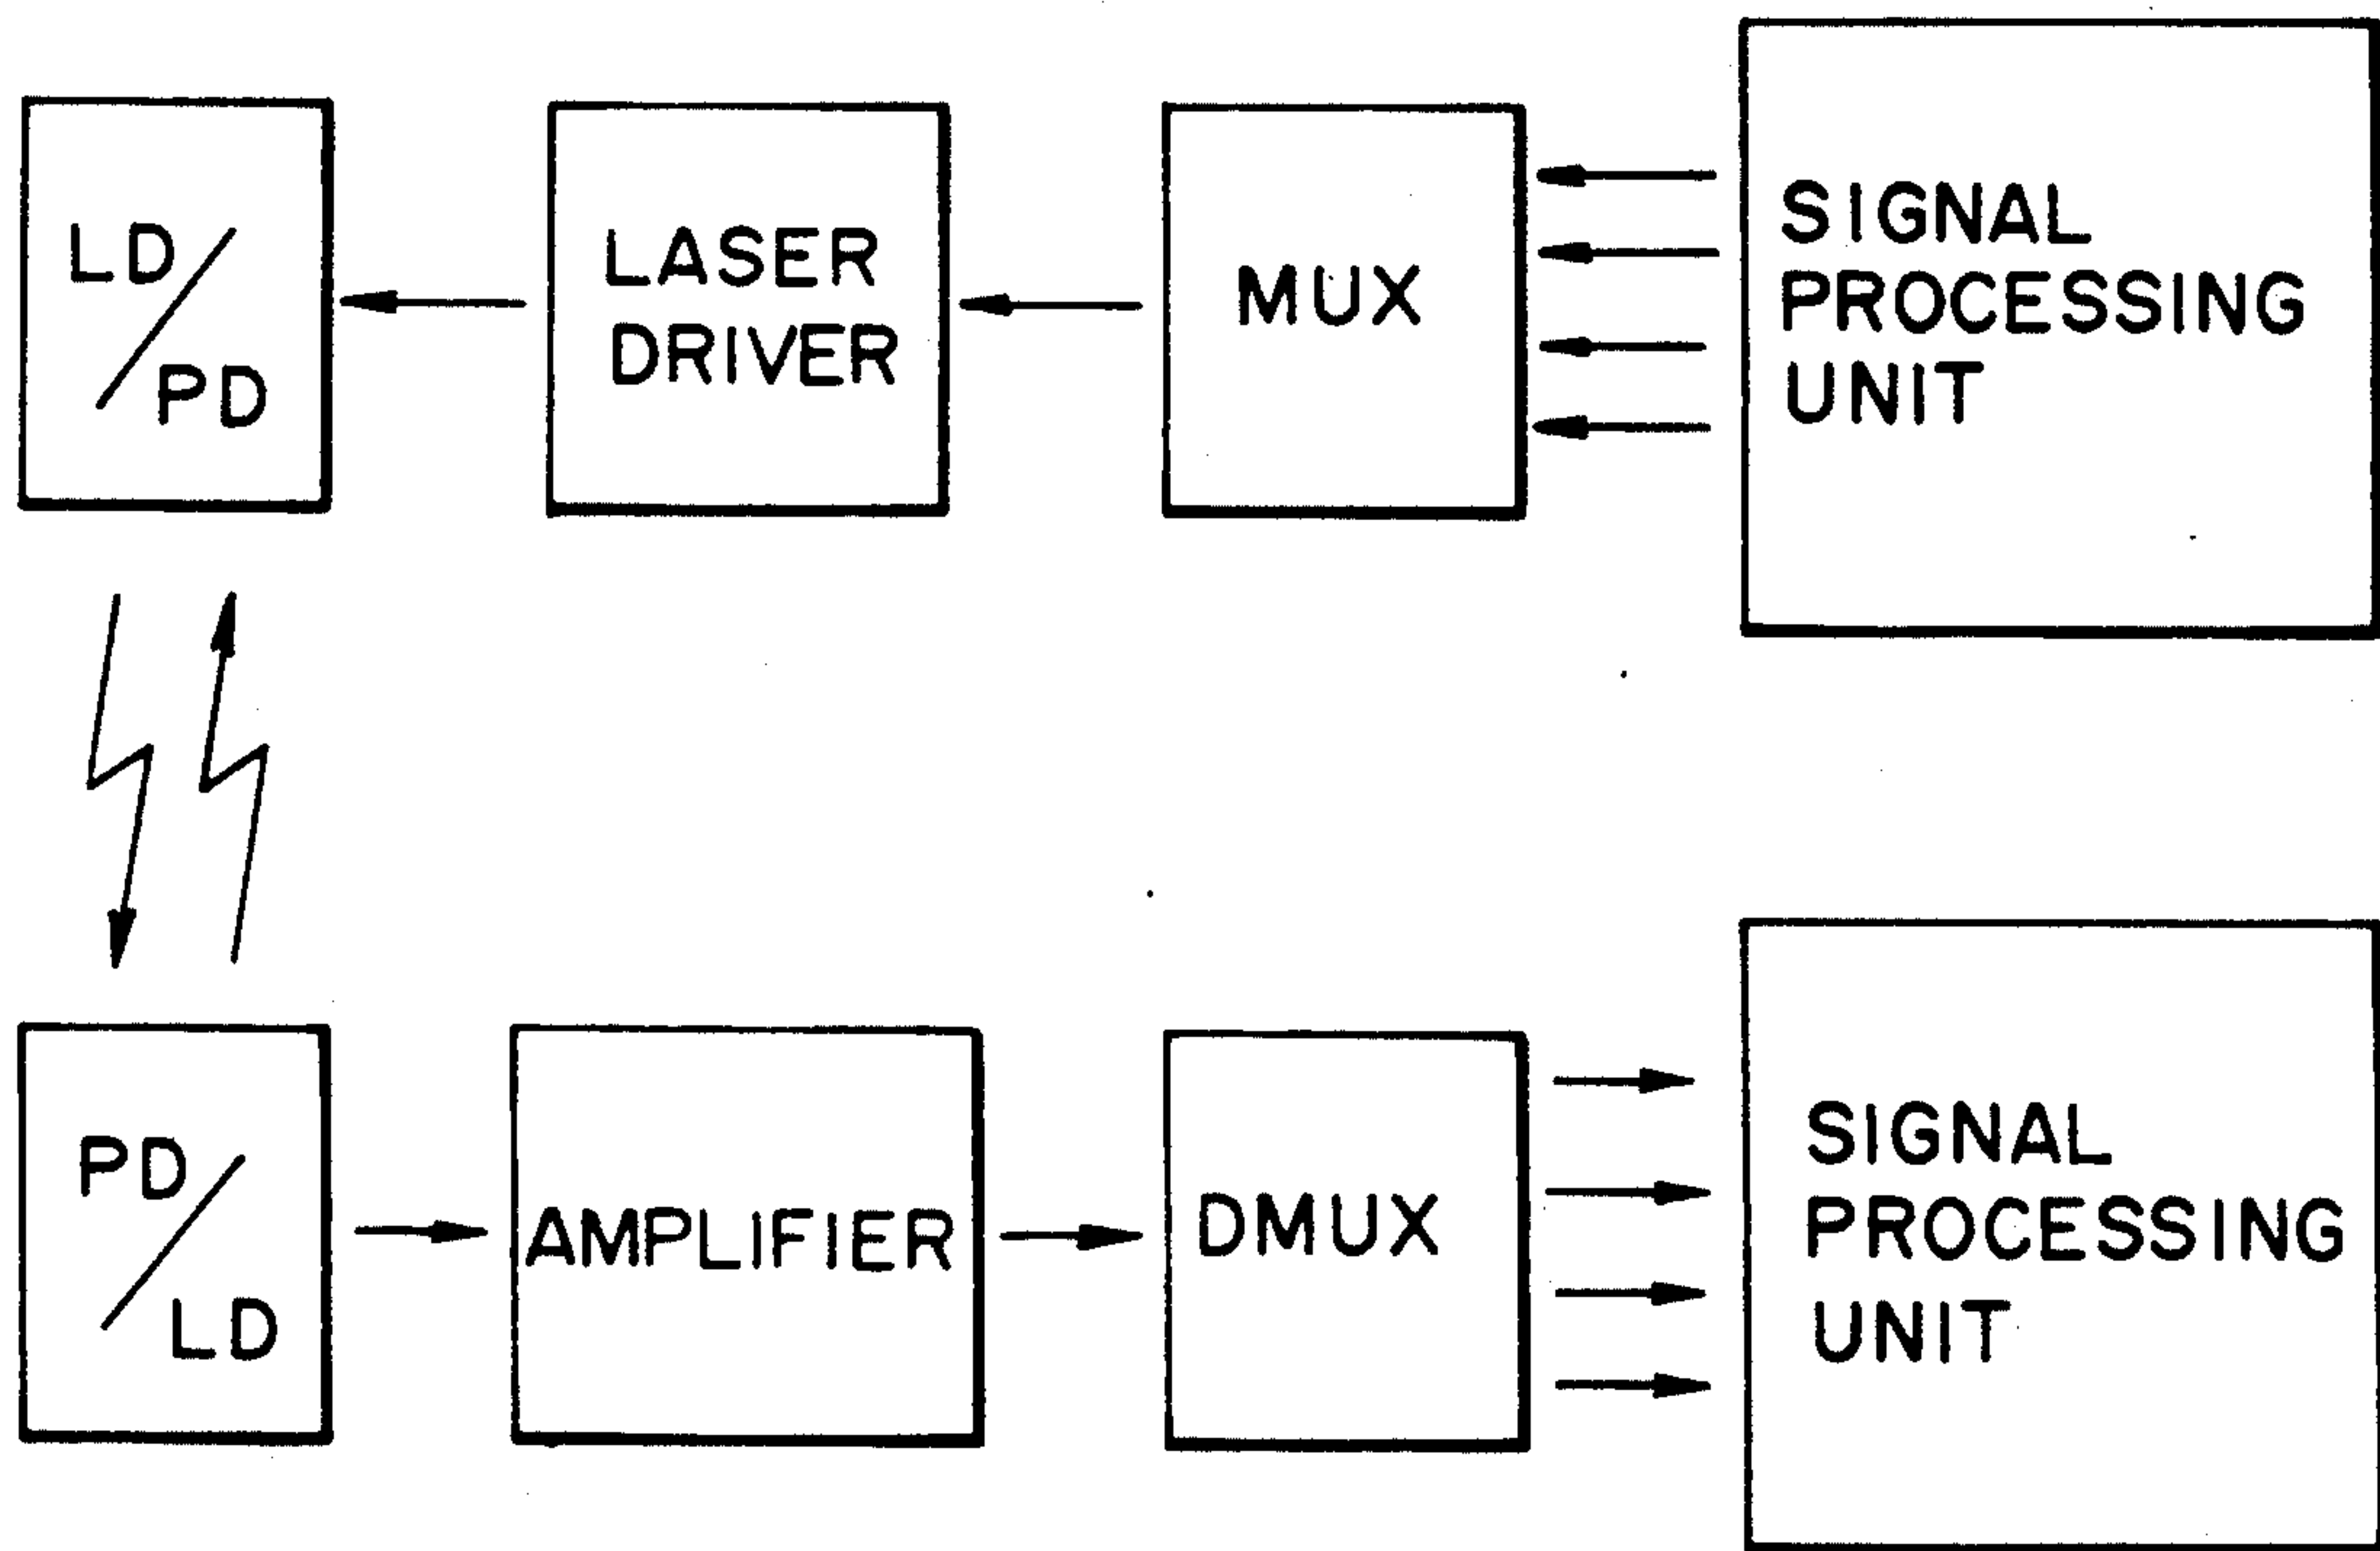 LD/PD
LASER
DRIVER
MUX
SIGNAL
PROCESSING
UNIT
PD/LD
AMPLIFIER
DMUX
SIGNAL
PROCESSING
UNIT